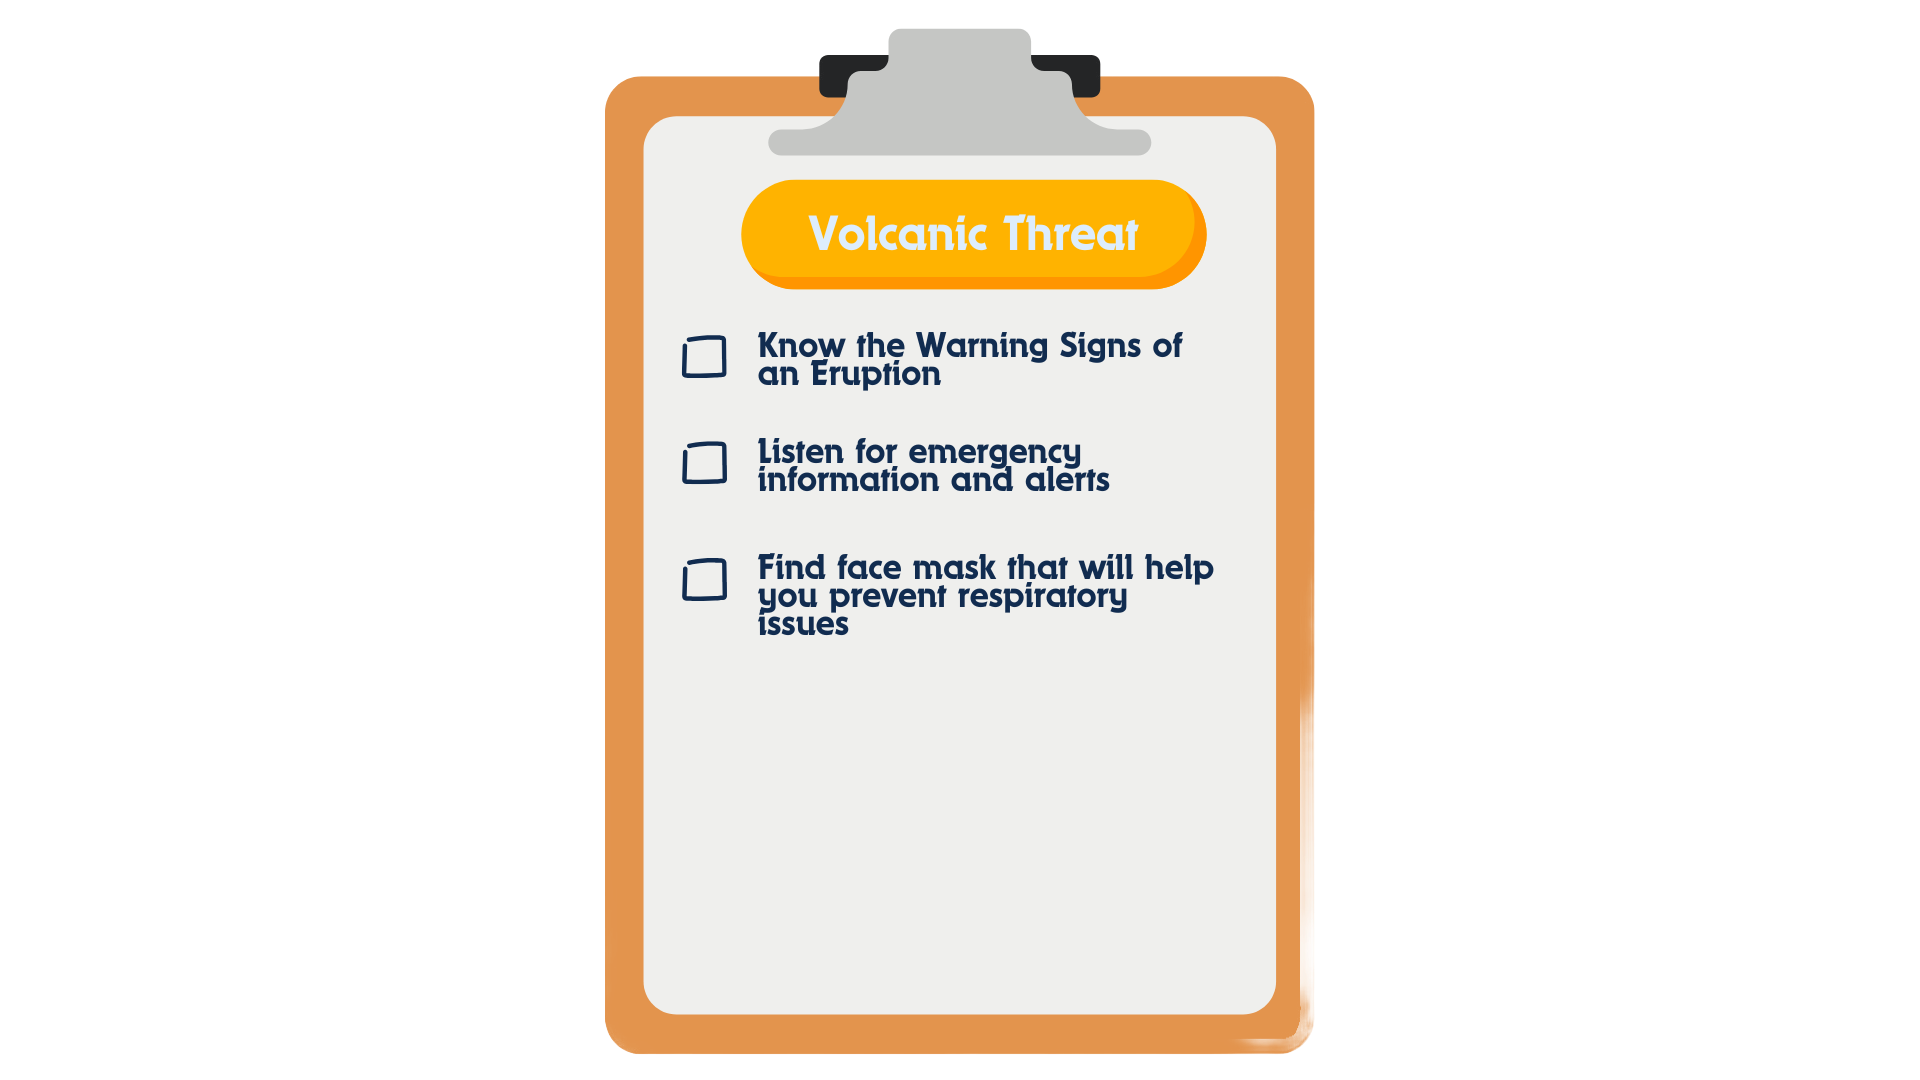 Volcanic Threat
Know the Warning Signs of
an Eruption
Listen for emergency
information and alerts
Find face mask that will help
you prevent respiratory
issues